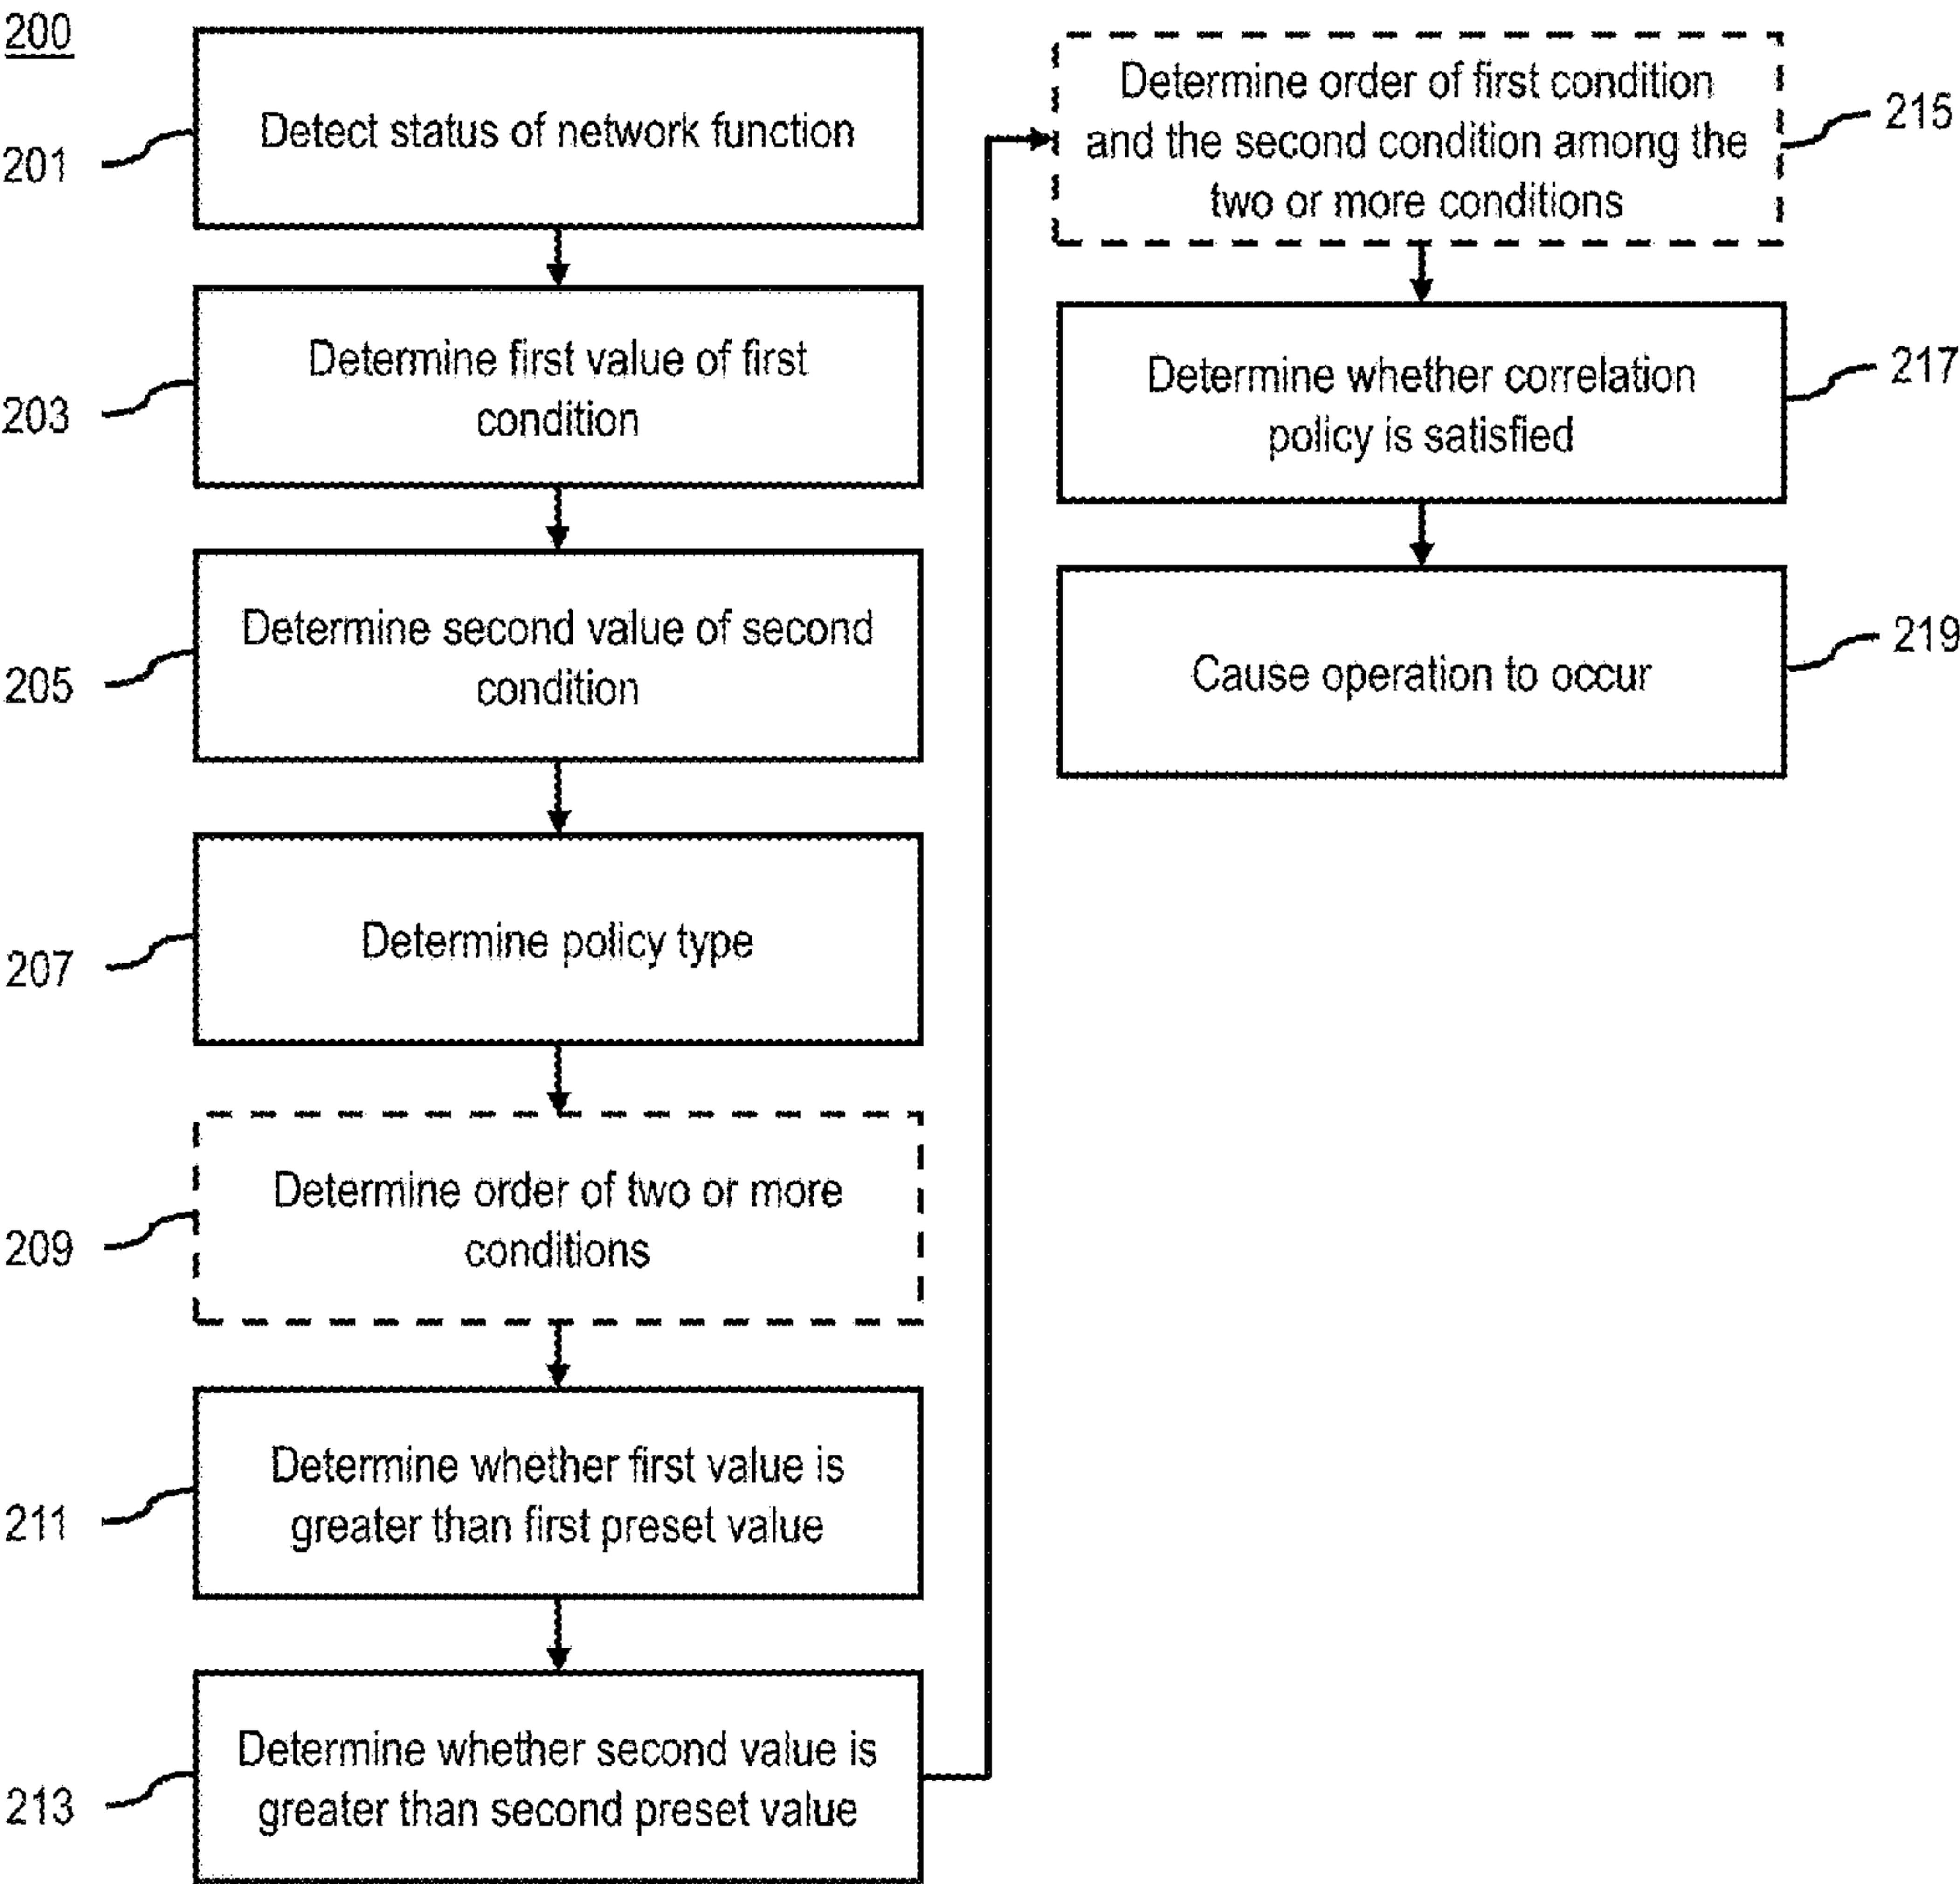 200
Detect status of network function
201
Determine first value of first
condition
203
Determine second value of second
condition
205
Determine policy type
207
Determine order of two or more
conditions
209
Determine whether first value is
greater than first preset value
211
Determine whether second value is
greater than second preset value
213
Determine order of first condition
and the second condition among the
two or more conditions
215
Determine whether correlation
policy is satisfied
217
Cause operation to occur
219